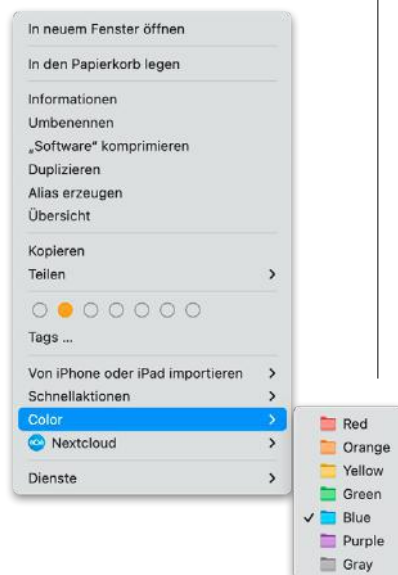 In neuem Fenster öffnen
In den Papierkorb legen
Informationen
Umbenennen
„Software“ komprimieren
Duplizieren
Alias erzeugen
Übersicht
Kopieren
Teilen
Tags ...
Von iPhone oder iPad importieren
Schnellaktionen
Color
Nextcloud
Dienste
Red
Orange
Yellow
Green
Blue
Purple
Gray